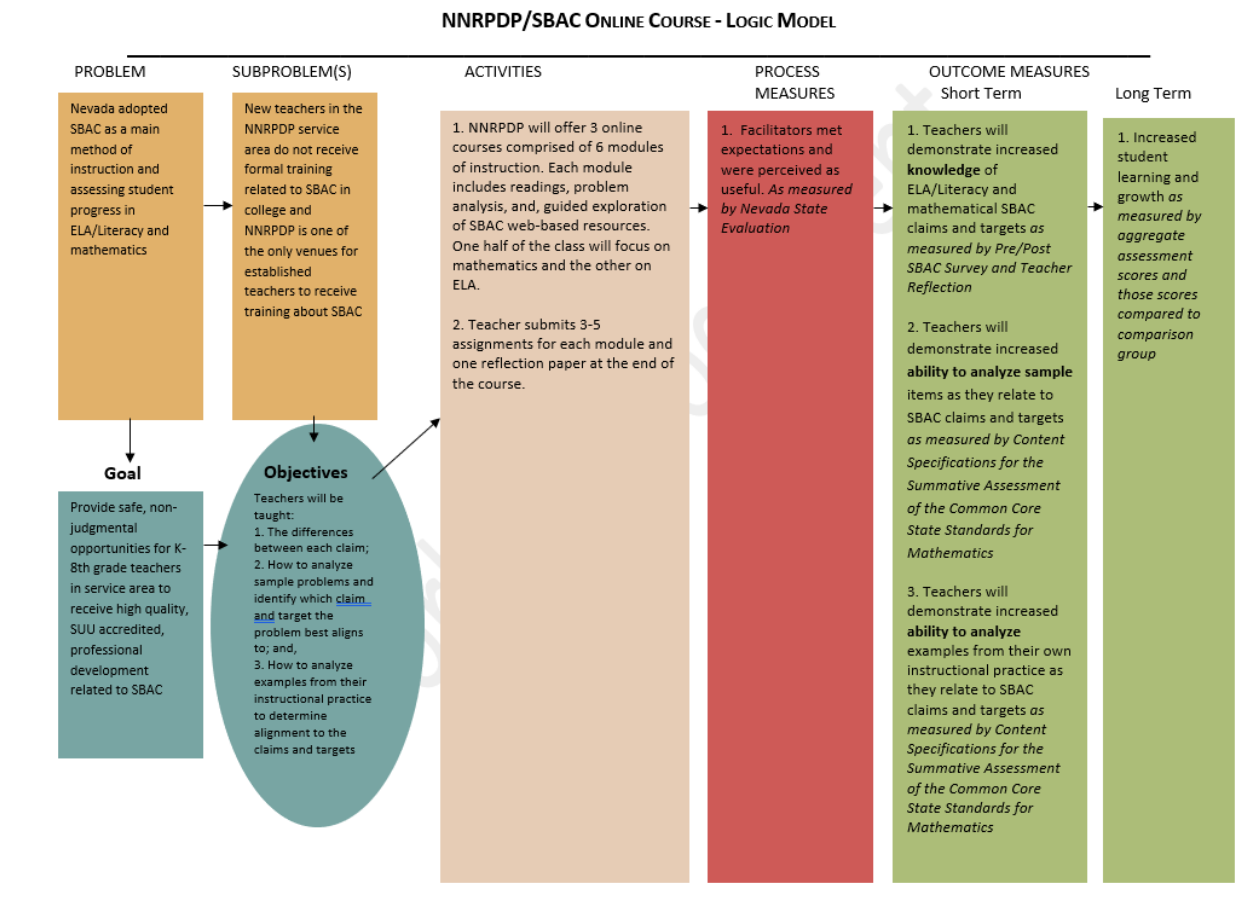 NNRPDP/SBAC ONLINE COURSE - LOGIC MODEL
PROBLEM
Nevada adopted
SBAC as a main
method of
instruction and
assessing student
progress in
ELA/Literacy and
mathematics
SUBPROBLEM(S)
New teachers in the
NNRPDP service
area do not receive
formal training
related to SBAC in
college and
NNRPDP is one of
the only venues for
established
teachers to receive
training about SBAC
Goal
Provide safe, non-
judgmental
opportunities for K-
8th grade teachers
in service area to
receive high quality,
SUU accredited,
professional
development
related to SBAC
Objectives
Teachers will be
taught:
1. The differences
between each claim;
2. How to analyze
sample problems and
identify which claim
and target the
problem best aligns
to; and,
3. How to analyze
examples from their
instructional practice
to determine
alignment to the
claims and targets
ACTIVITIES
1. NNRPDP will offer 3 online
courses comprised of 6 modules
of instruction. Each module
includes readings, problem
analysis, and, guided exploration
of SBAC web-based resources.
One half of the class will focus on
mathematics and the other on
ELA.
2. Teacher submits 3-5
assignments for each module and
one reflection paper at the end of
the course.
PROCESS
MEASURES
1. Facilitators met
expectations and
were perceived as
useful. As measured
by Nevada State
Evaluation
OUTCOME MEASURES
Short Term
1. Teachers will
demonstrate increased
knowledge of
ELA/Literacy and
mathematical SBAC
claims and targets as
measured by Pre/Post
SBAC Survey and Teacher
Reflection
2. Teachers will
demonstrate increased
ability to analyze sample
items as they relate to
SBAC claims and targets
as measured by Content
Specifications for the
Summative Assessment
of the Common Core
State Standards for
Mathematics
3. Teachers will
demonstrate increased
ability to analyze
examples from their own
instructional practice as
they relate to SBAC
claims and targets as
measured by Content
Specifications for the
Summative Assessment
of the Common Core
State Standards for
Mathematics
Long Term
1. Increased
student
learning and
growth as
measured by
aggregate
assessment
scores and
those scores
compared to
comparison
group